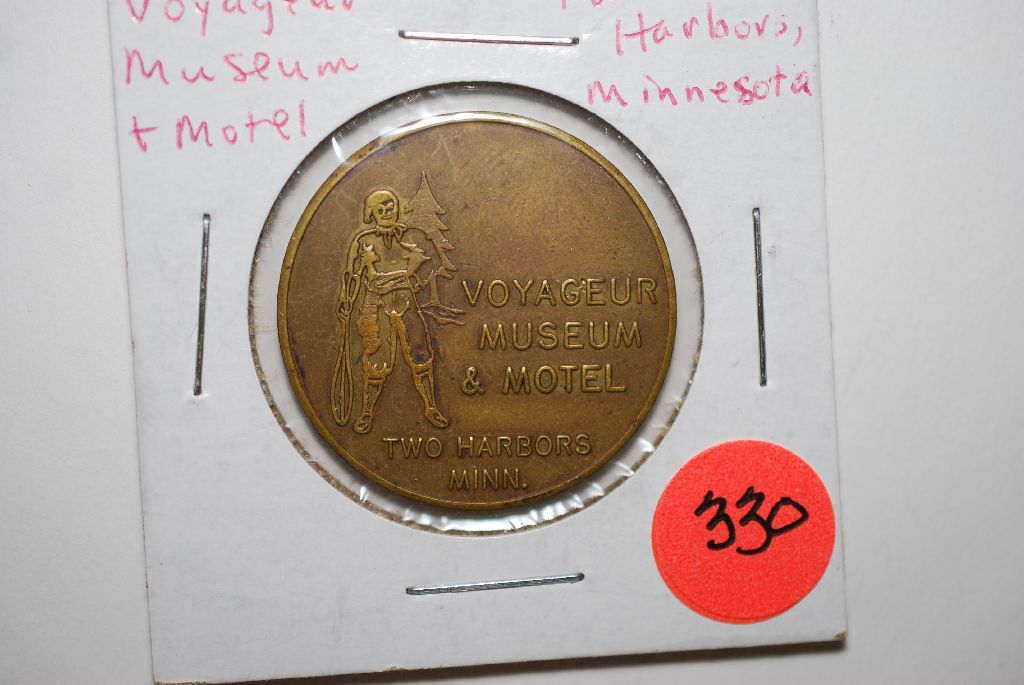 Voyageur
Museum
+ Motel
Harbors,
Minnesota
VOYAGEUR
MUSEUM
& MOTEL
TWO HARBORS
MINN.
330